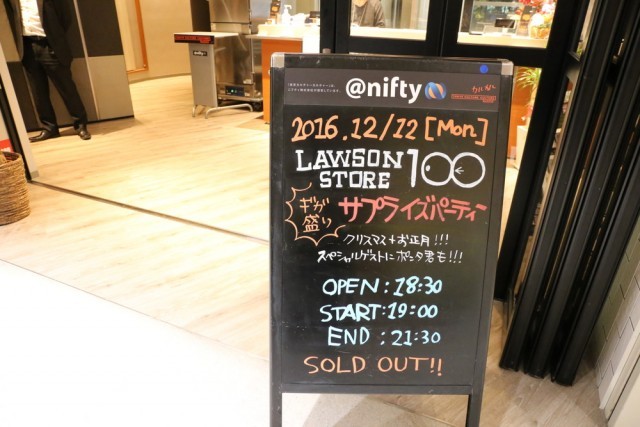 @nifty
2016.12/12 [Mon]
LAWSON
STORE 100
ギガ
盛り
サプライズパーティー
クリスマス+お正月!!!
スペシャルゲストにポンタ君も!!!
OPEN:18:30
START:19:00
END:21:30
SOLD OUT!!